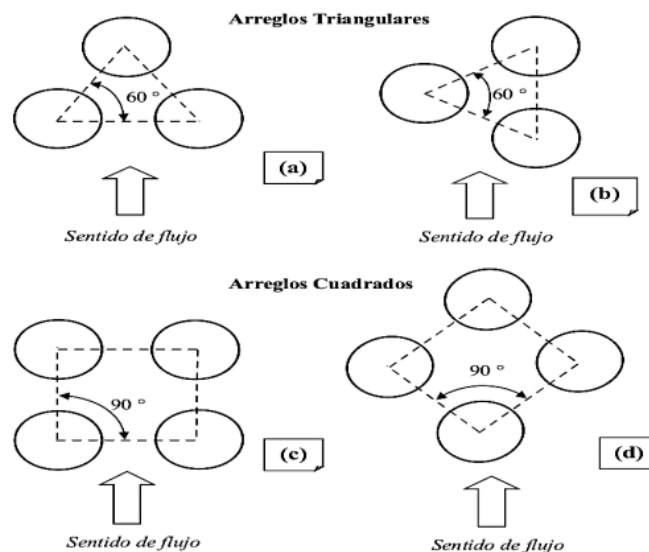 Arreglos Triangulares
60 °
60 °
(a)
(b)
Sentido de flujo
Sentido de flujo
Arreglos Cuadrados
90 °
90 °
(c)
(d)
Sentido de flujo
Sentido de flujo